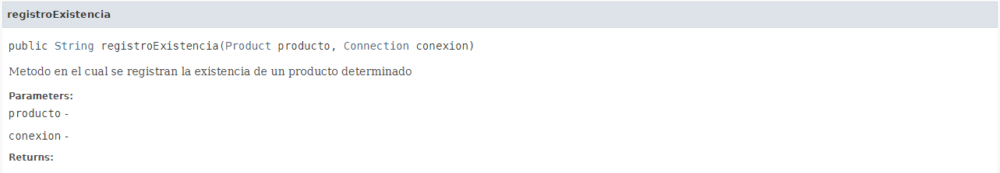 registroExistencia
public String registroExistencia(Product producto, Connection conexion)
Metodo en el cual se registran la existencia de un producto determinado
Parameters:
producto -
conexion -
Returns: